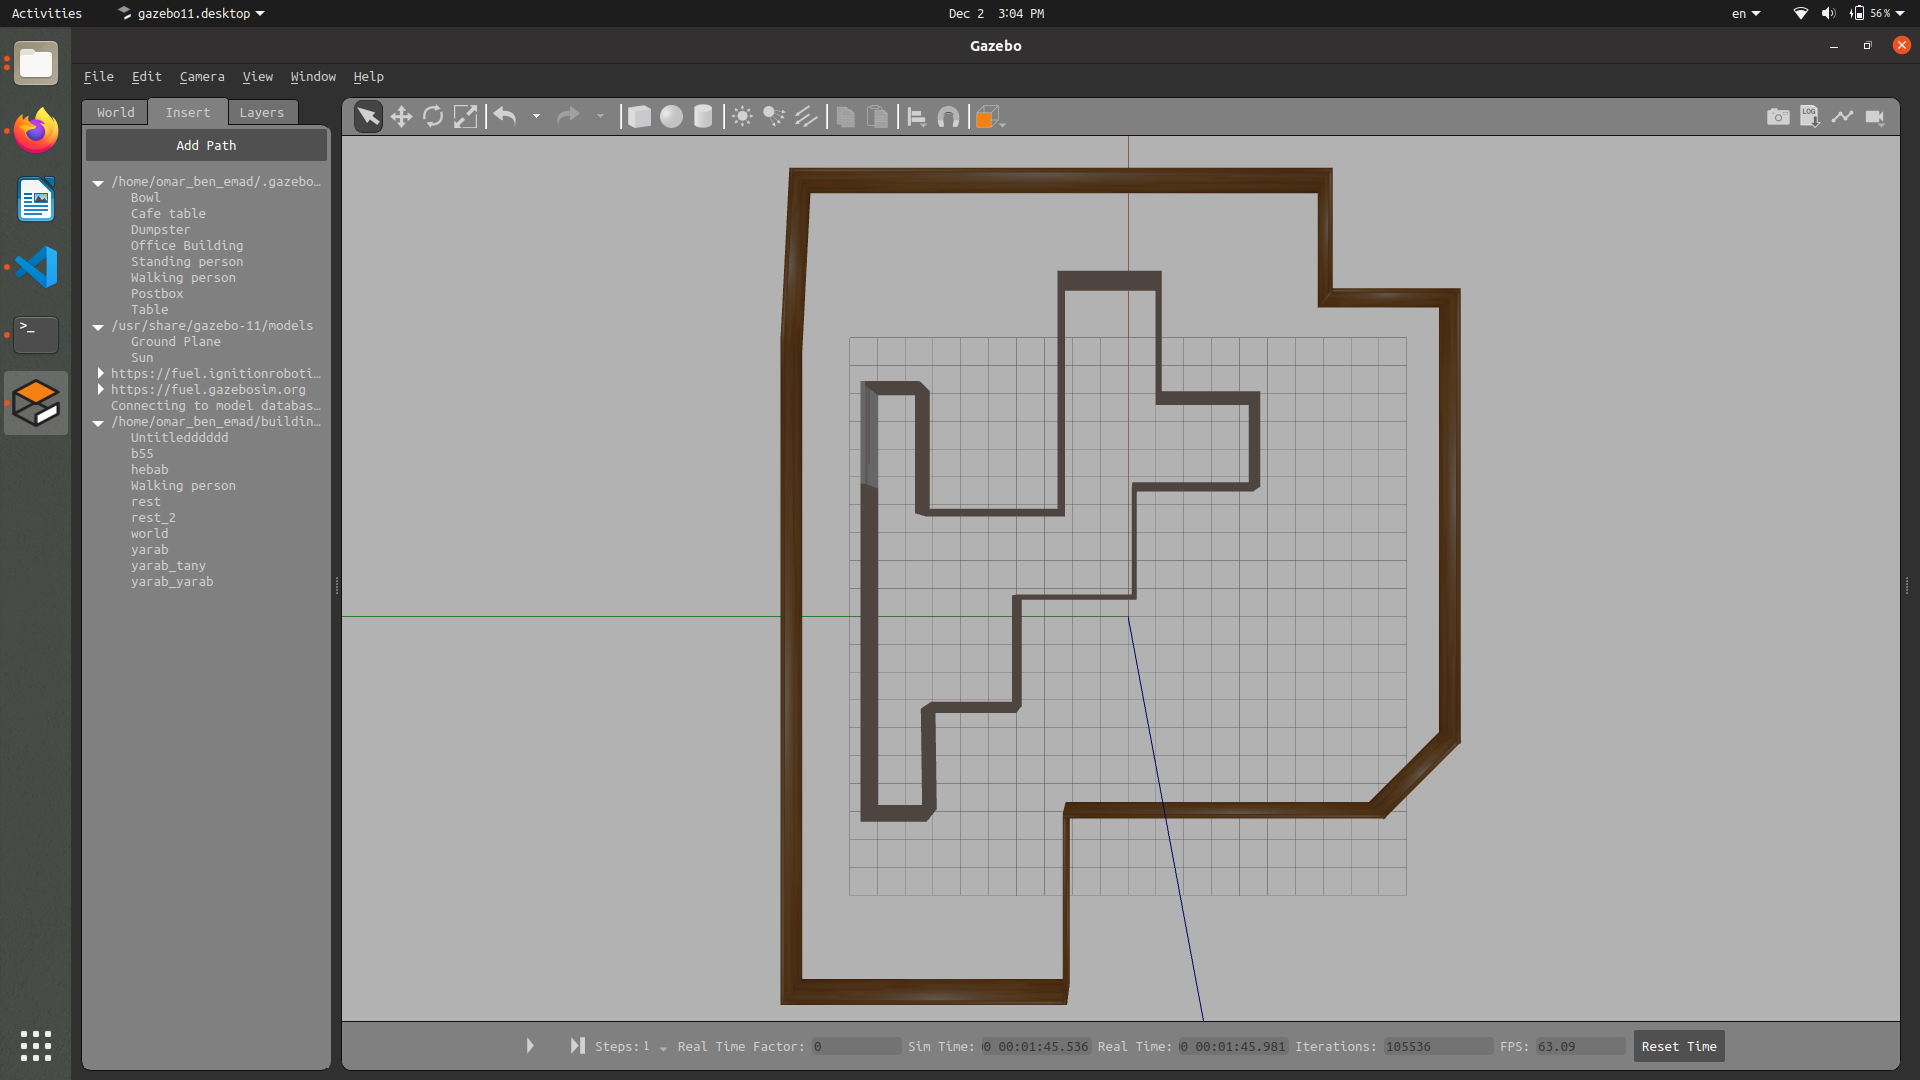 Activities
gazebo11.desktop
Dec 2 3:04 PM
en
56%
Gazebo
File Edit Camera View Window Help
World Insert Layers
Add Path
/home/omar_ben_emad/.gazebo…
Bowl
Cafe table
Dumpster
Office Building
Standing person
Walking person
Postbox
Table
/usr/share/gazebo-11/models
Ground Plane
Sun
https://fuel.ignitionroboti…
https://fuel.gazebosim.org
Connecting to model databas…
/home/omar_ben_emad/buildin…
Untitledddddd
b55
hebab
Walking person
rest
rest_2
world
yarab
yarab_tany
yarab_yarab
LOG
>_
Steps: 1 Real Time Factor: 0 Sim Time: 00 00:01:45.536 Real Time: 00 00:01:45.981 Iterations: 105536 FPS: 63.09 Reset Time